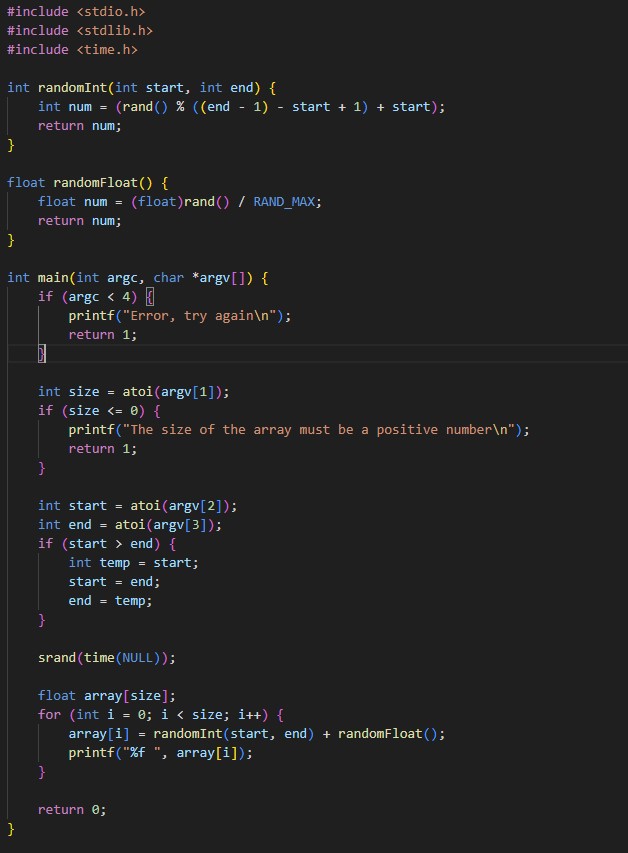 #include <stdio.h>
#include <stdlib.h>
#include <time.h>

int randomInt(int start, int end) {
    int num = (rand() % ((end - 1) - start + 1) + start);
    return num;
}

float randomFloat() {
    float num = (float)rand() / RAND_MAX;
    return num;
}

int main(int argc, char *argv[]) {
    if (argc < 4) {
        printf("Error, try again\n");
        return 1;
    }

    int size = atoi(argv[1]);
    if (size <= 0) {
        printf("The size of the array must be a positive number\n");
        return 1;
    }

    int start = atoi(argv[2]);
    int end = atoi(argv[3]);
    if (start > end) {
        int temp = start;
        start = end;
        end = temp;
    }

    srand(time(NULL));

    float array[size];
    for (int i = 0; i < size; i++) {
        array[i] = randomInt(start, end) + randomFloat();
        printf("%f ", array[i]);
    }

    return 0;
}